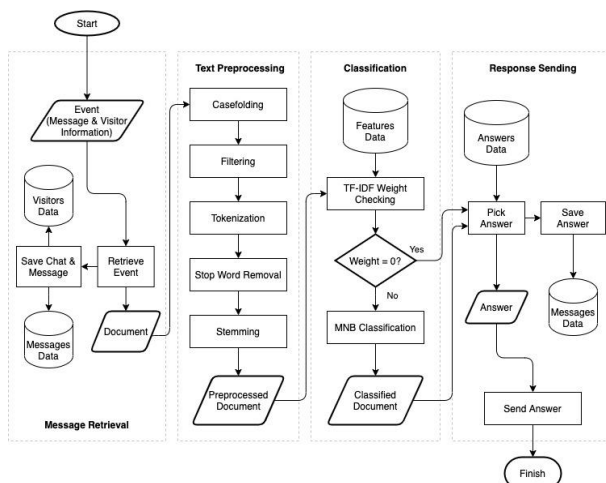 Start
Event
(Message & Visitor
Information)
Visitors
Data
Save Chat &
Message
Retrieve
Event
Messages
Data
Document
Message Retrieval
Text Preprocessing
Casefolding
Filtering
Tokenization
Stop Word Removal
Stemming
Preprocessed
Document
Classification
Features
Data
TF-IDF Weight
Checking
Weight = 0?
Yes
No
MNB Classification
Classified
Document
Response Sending
Answers
Data
Pick
Answer
Save
Answer
Answer
Messages
Data
Send Answer
Finish